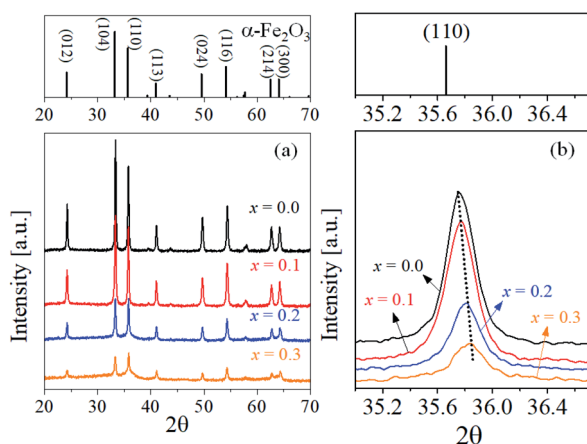 α-Fe₂O₃
(012)
(104)
(110)
(113)
(024)
(116)
(214)
(300)
20 30 40 50 60 70
(a)
x = 0.0
x = 0.1
x = 0.2
x = 0.3
Intensity [a.u.]
20 30 40 50 60 70
2θ
(110)
35.2 35.6 36.0 36.4
(b)
x = 0.0
x = 0.1
x = 0.2
x = 0.3
Intensity [a.u.]
35.2 35.6 36.0 36.4
2θ